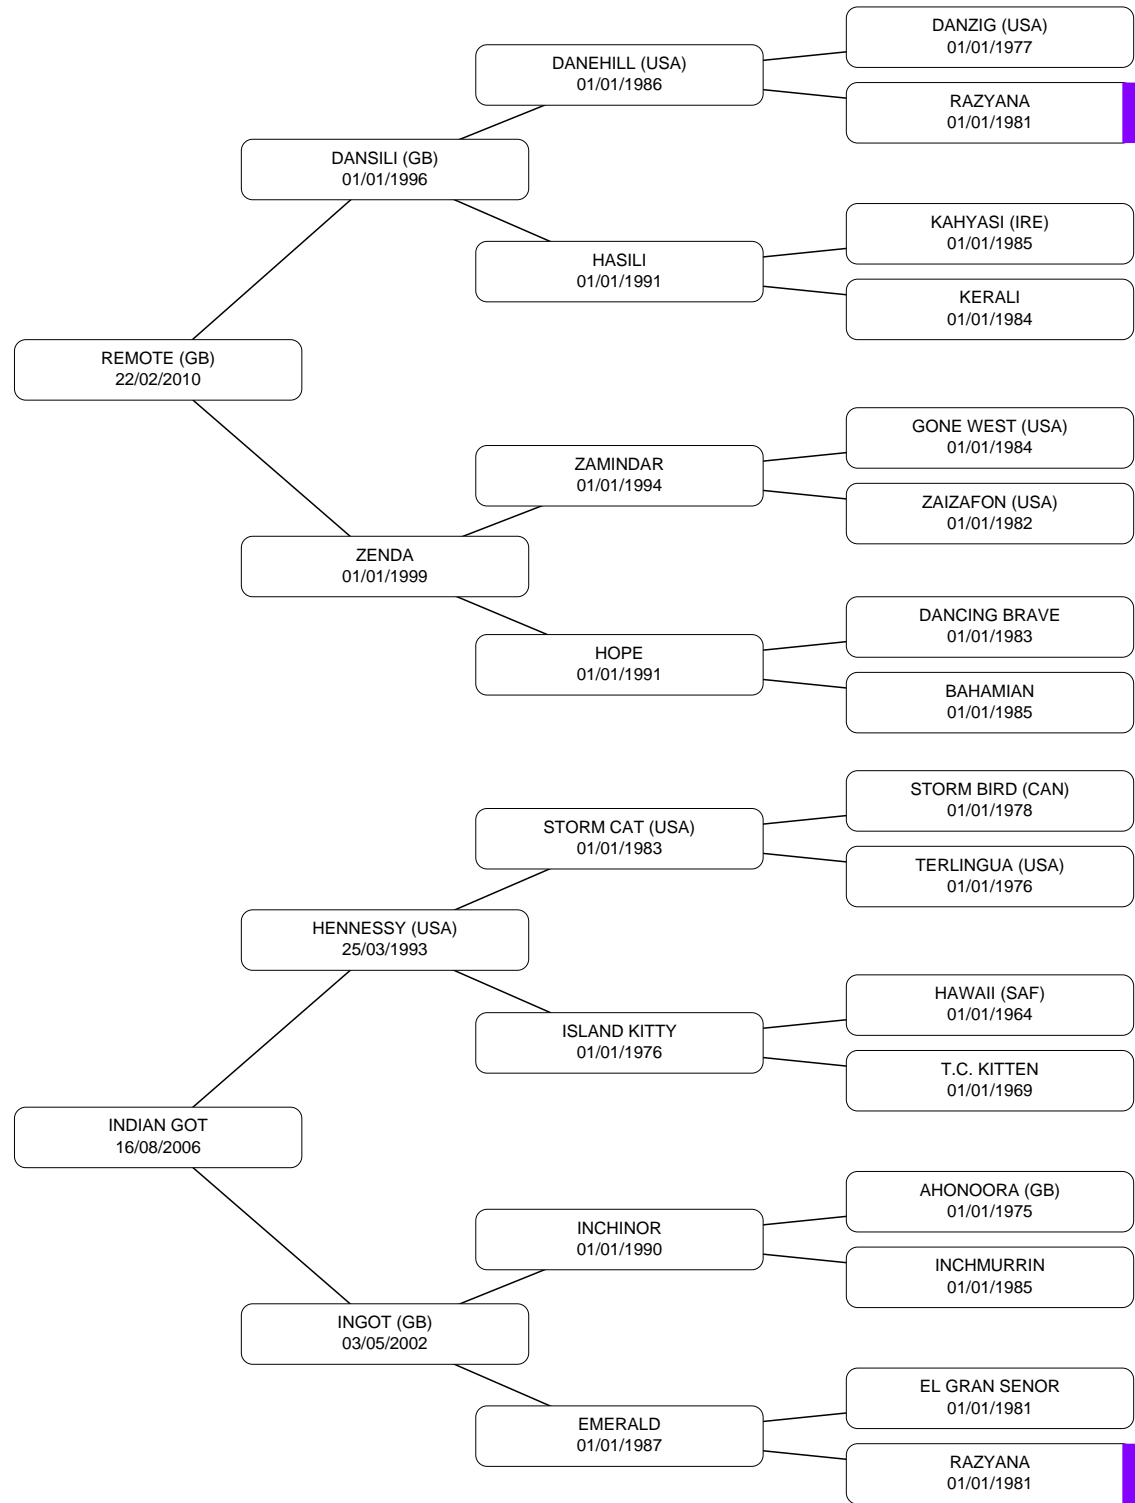 DANZIG (USA)
01/01/1977
DANEHILL (USA)
01/01/1986
RAZYANA
01/01/1981
DANSILI (GB)
01/01/1996
KAHYASI (IRE)
01/01/1985
HASILI
01/01/1991
KERALI
01/01/1984
REMOTE (GB)
22/02/2010
GONE WEST (USA)
01/01/1984
ZAMINDAR
01/01/1994
ZAIZAFON (USA)
01/01/1982
ZENDA
01/01/1999
DANCING BRAVE
01/01/1983
HOPE
01/01/1991
BAHAMIAN
01/01/1985
STORM BIRD (CAN)
01/01/1978
STORM CAT (USA)
01/01/1983
TERLINGUA (USA)
01/01/1976
HENNESSY (USA)
25/03/1993
HAWAII (SAF)
01/01/1964
ISLAND KITTY
01/01/1976
T.C. KITTEN
01/01/1969
INDIAN GOT
16/08/2006
AHONOORA (GB)
01/01/1975
INCHINOR
01/01/1990
INCHMURRIN
01/01/1985
INGOT (GB)
03/05/2002
EL GRAN SENOR
01/01/1981
EMERALD
01/01/1987
RAZYANA
01/01/1981